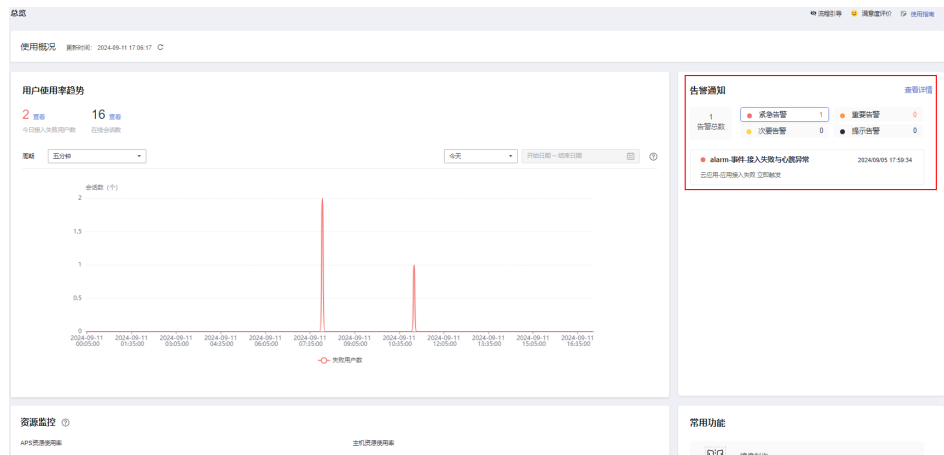 总览
流程引导 满意度评价 使用指南
使用概况 更新时间: 2024-09-11 17:06:17
用户使用率趋势
2 查看
今日接入失败用户数
16 查看
在线会话数
周期 五分钟
今天
开始日期 – 结束日期
会话数（个）
2
1.5
1
0.5
0
2024-09-11 00:05:00
2024-09-11 01:35:00
2024-09-11 03:05:00
2024-09-11 04:35:00
2024-09-11 06:05:00
2024-09-11 07:35:00
2024-09-11 09:05:00
2024-09-11 10:35:00
2024-09-11 12:05:00
2024-09-11 13:35:00
2024-09-11 15:05:00
2024-09-11 16:35:00
失败用户数
告警通知 查看详情
1
告警总数
紧急告警 1
重要告警 0
次要告警 0
提示告警 0
alarm-事件-接入失败与心跳异常 2024/09/05 17:59:34
云应用-应用接入失败 立即触发
资源监控
APS资源使用率
主机资源使用率
常用功能